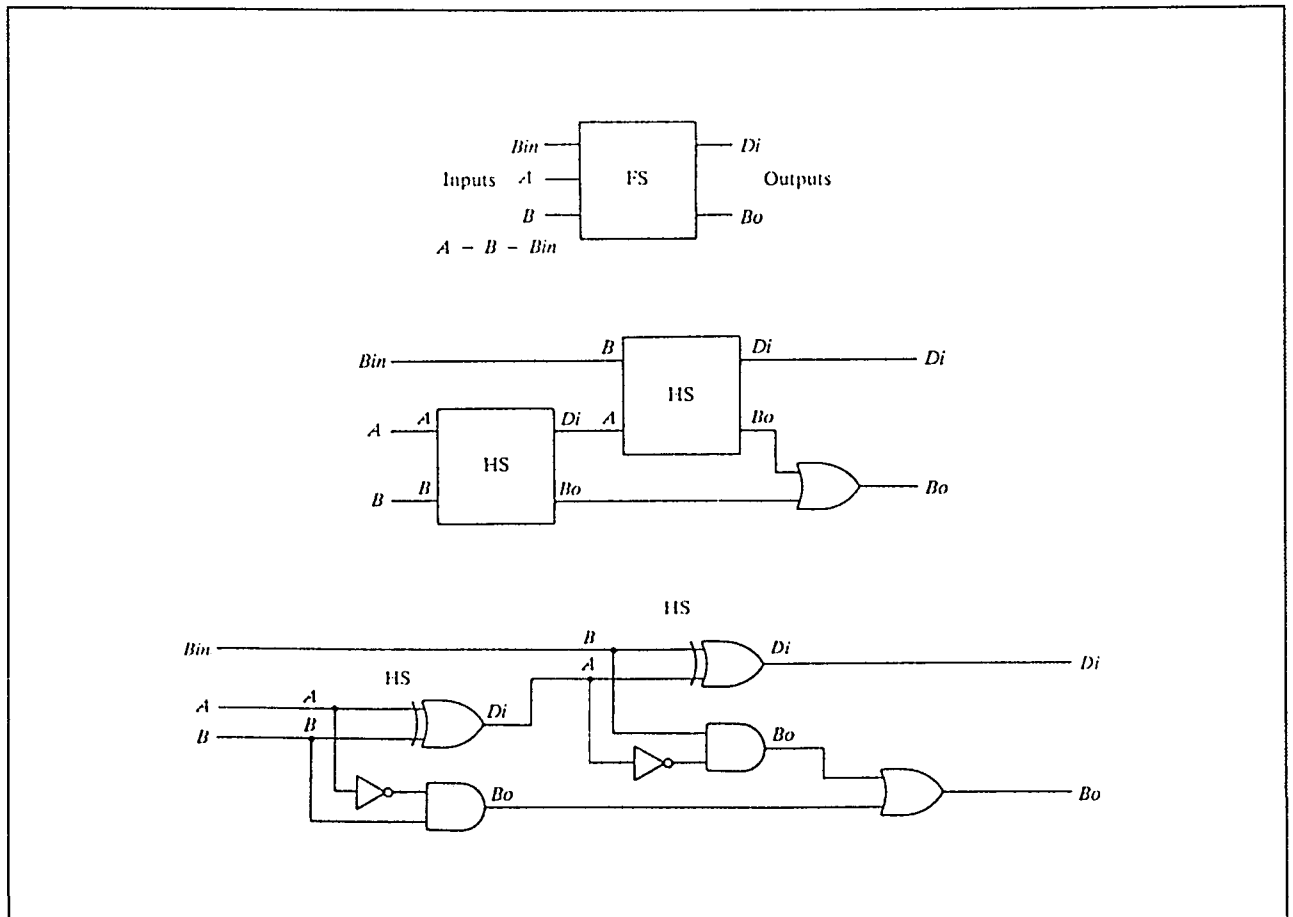 Bin Di
Inputs A FS Outputs
B Bo
A - B - Bin
Bin B Di Di
HS
A A Di A Bo
HS
B B Bo Bo
HS
Bin B Di Di
HS A
A A Di
B B Bo
Bo Bo